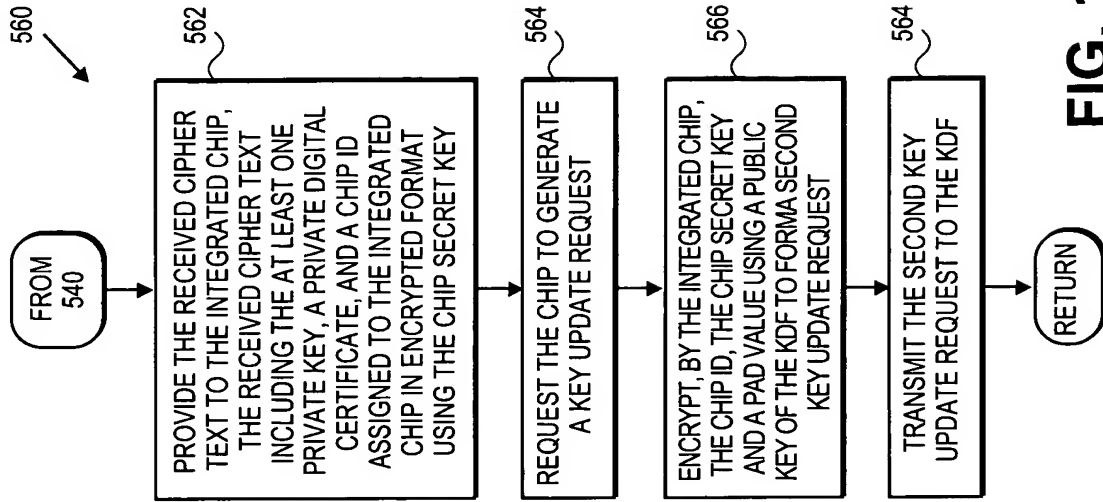 560
FROM
540
562
PROVIDE THE RECEIVED CIPHER
TEXT TO THE INTEGRATED CHIP,
THE RECEIVED CIPHER TEXT
INCLUDING THE AT LEAST ONE
PRIVATE KEY, A PRIVATE DIGITAL
CERTIFICATE, AND A CHIP ID
ASSIGNED TO THE INTEGRATED
CHIP IN ENCRYPTED FORMAT
USING THE CHIP SECRET KEY
564
REQUEST THE CHIP TO GENERATE
A KEY UPDATE REQUEST
566
ENCRYPT, BY THE INTEGRATED CHIP,
THE CHIP ID, THE CHIP SECRET KEY
AND A PAD VALUE USING A PUBLIC
KEY OF THE KDF TO FORMA SECOND
KEY UPDATE REQUEST
564
TRANSMIT THE SECOND KEY
UPDATE REQUEST TO THE KDF
RETURN
FIG.